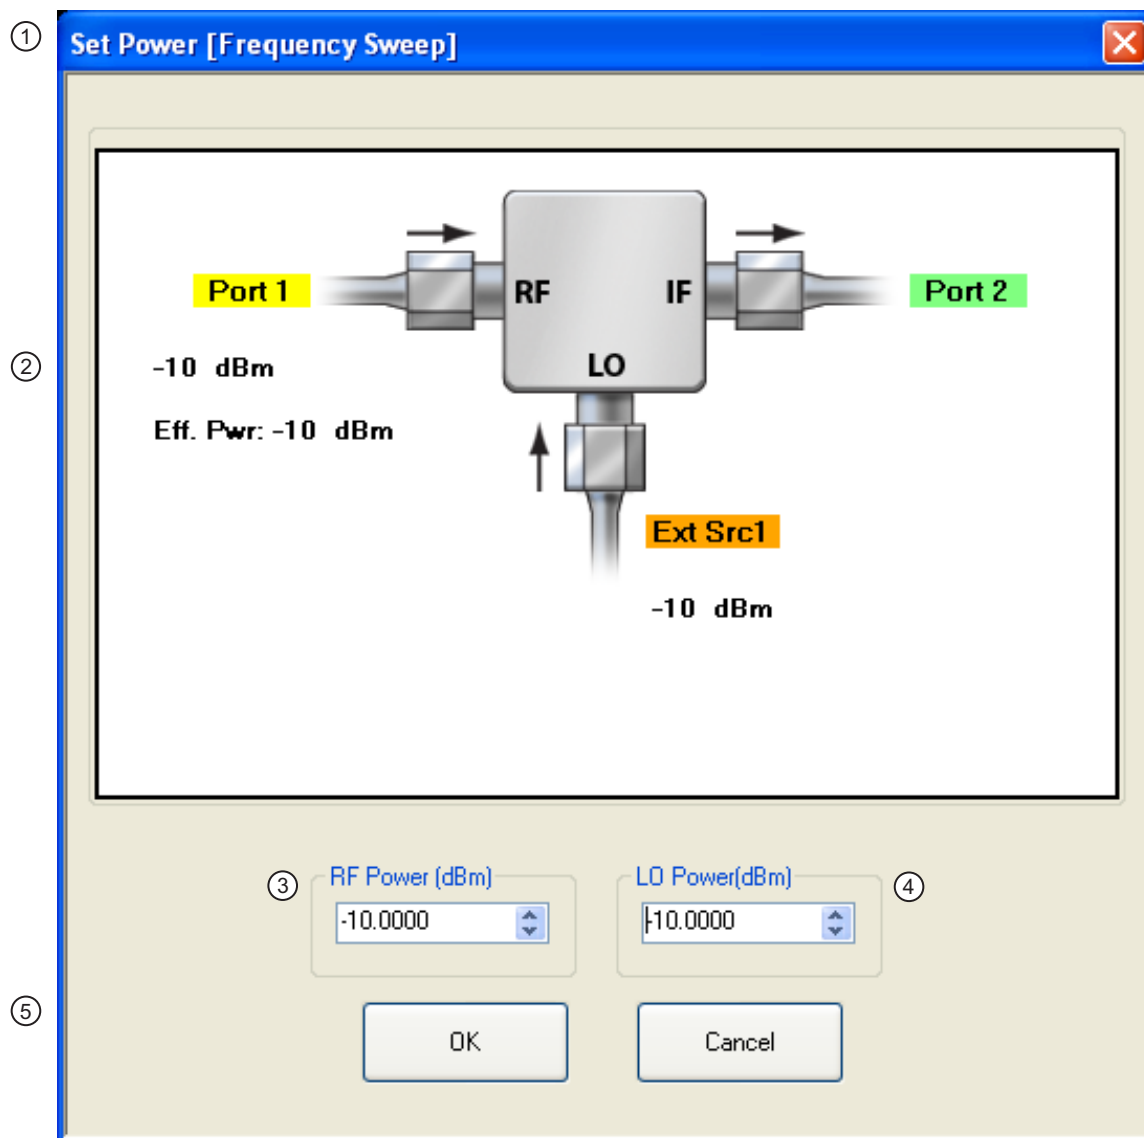 ① Set Power [Frequency Sweep]
Port 1 RF IF Port 2
② -10 dBm LO
Eff. Pwr: -10 dBm
Ext Src1
-10 dBm
③ RF Power (dBm) LO Power(dBm) ④
-10.0000 -10.0000
⑤ OK Cancel